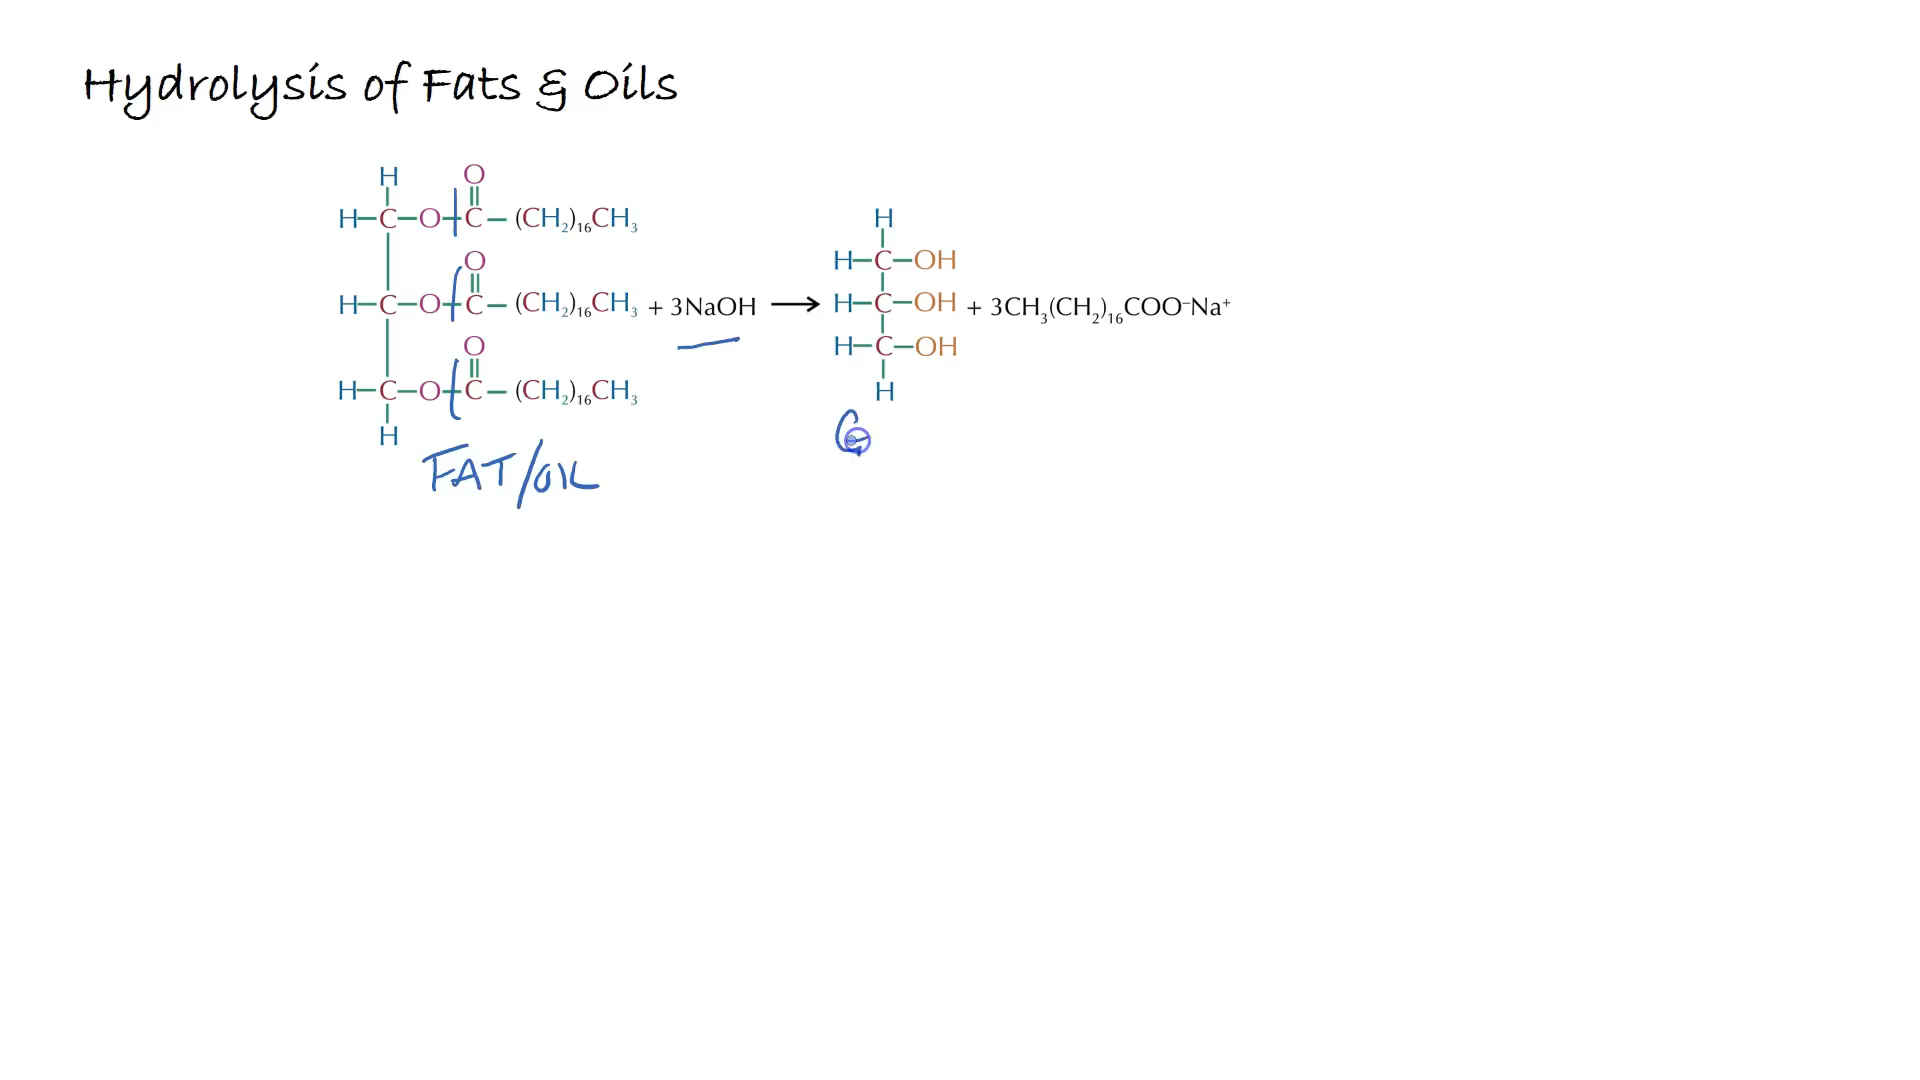 Hydrolysis of Fats & Oils
H O
H–C–O–C–(CH₂)₁₆CH₃
O
H–C–O–C–(CH₂)₁₆CH₃ + 3NaOH ⟶
O
H–C–O–C–(CH₂)₁₆CH₃
H
FAT/OIL
H
H–C–OH
H–C–OH + 3CH₃(CH₂)₁₆COO⁻Na⁺
H–C–OH
H
G